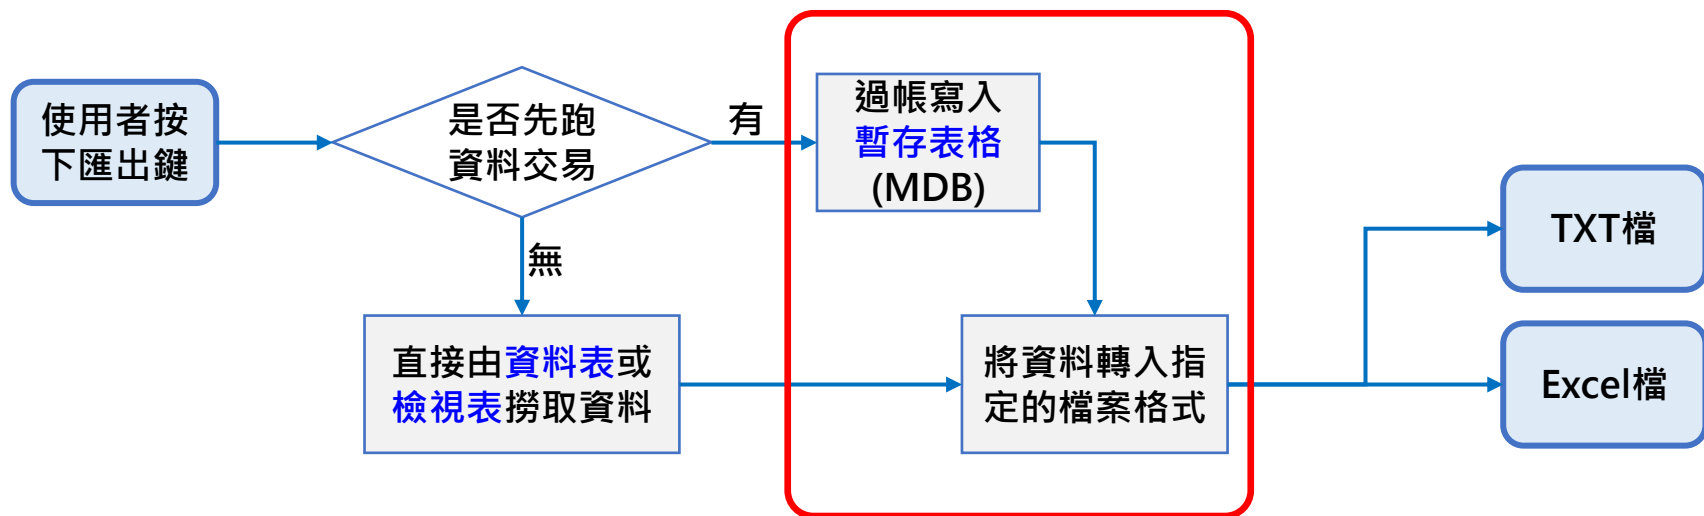 使用者按
下匯出鍵
是否先跑
資料交易
有
無
過帳寫入
暫存表格
(MDB)
直接由資料表或
檢視表撈取資料
將資料轉入指
定的檔案格式
TXT檔
Excel檔